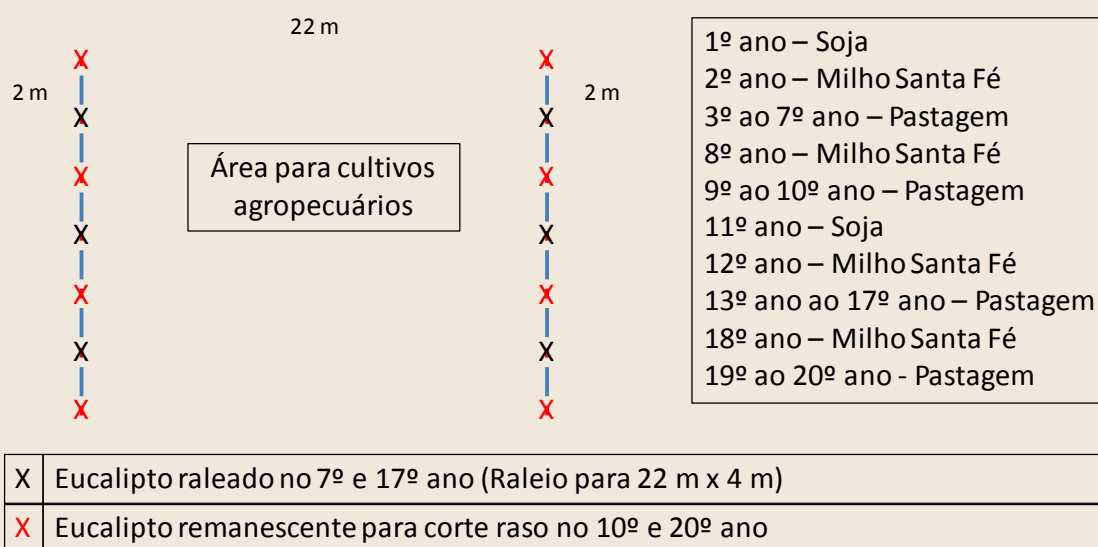 22 m
2 m
2 m
X X
X X
X X
X X
X X
X X
X X
Área para cultivos
agropecuários
1º ano – Soja
2º ano – Milho Santa Fé
3º ao 7º ano – Pastagem
8º ano – Milho Santa Fé
9º ao 10º ano – Pastagem
11º ano – Soja
12º ano – Milho Santa Fé
13º ano ao 17º ano – Pastagem
18º ano – Milho Santa Fé
19º ao 20º ano - Pastagem
X Eucalipto raleado no 7º e 17º ano (Raleio para 22 m x 4 m)
X Eucalipto remanescente para corte raso no 10º e 20º ano